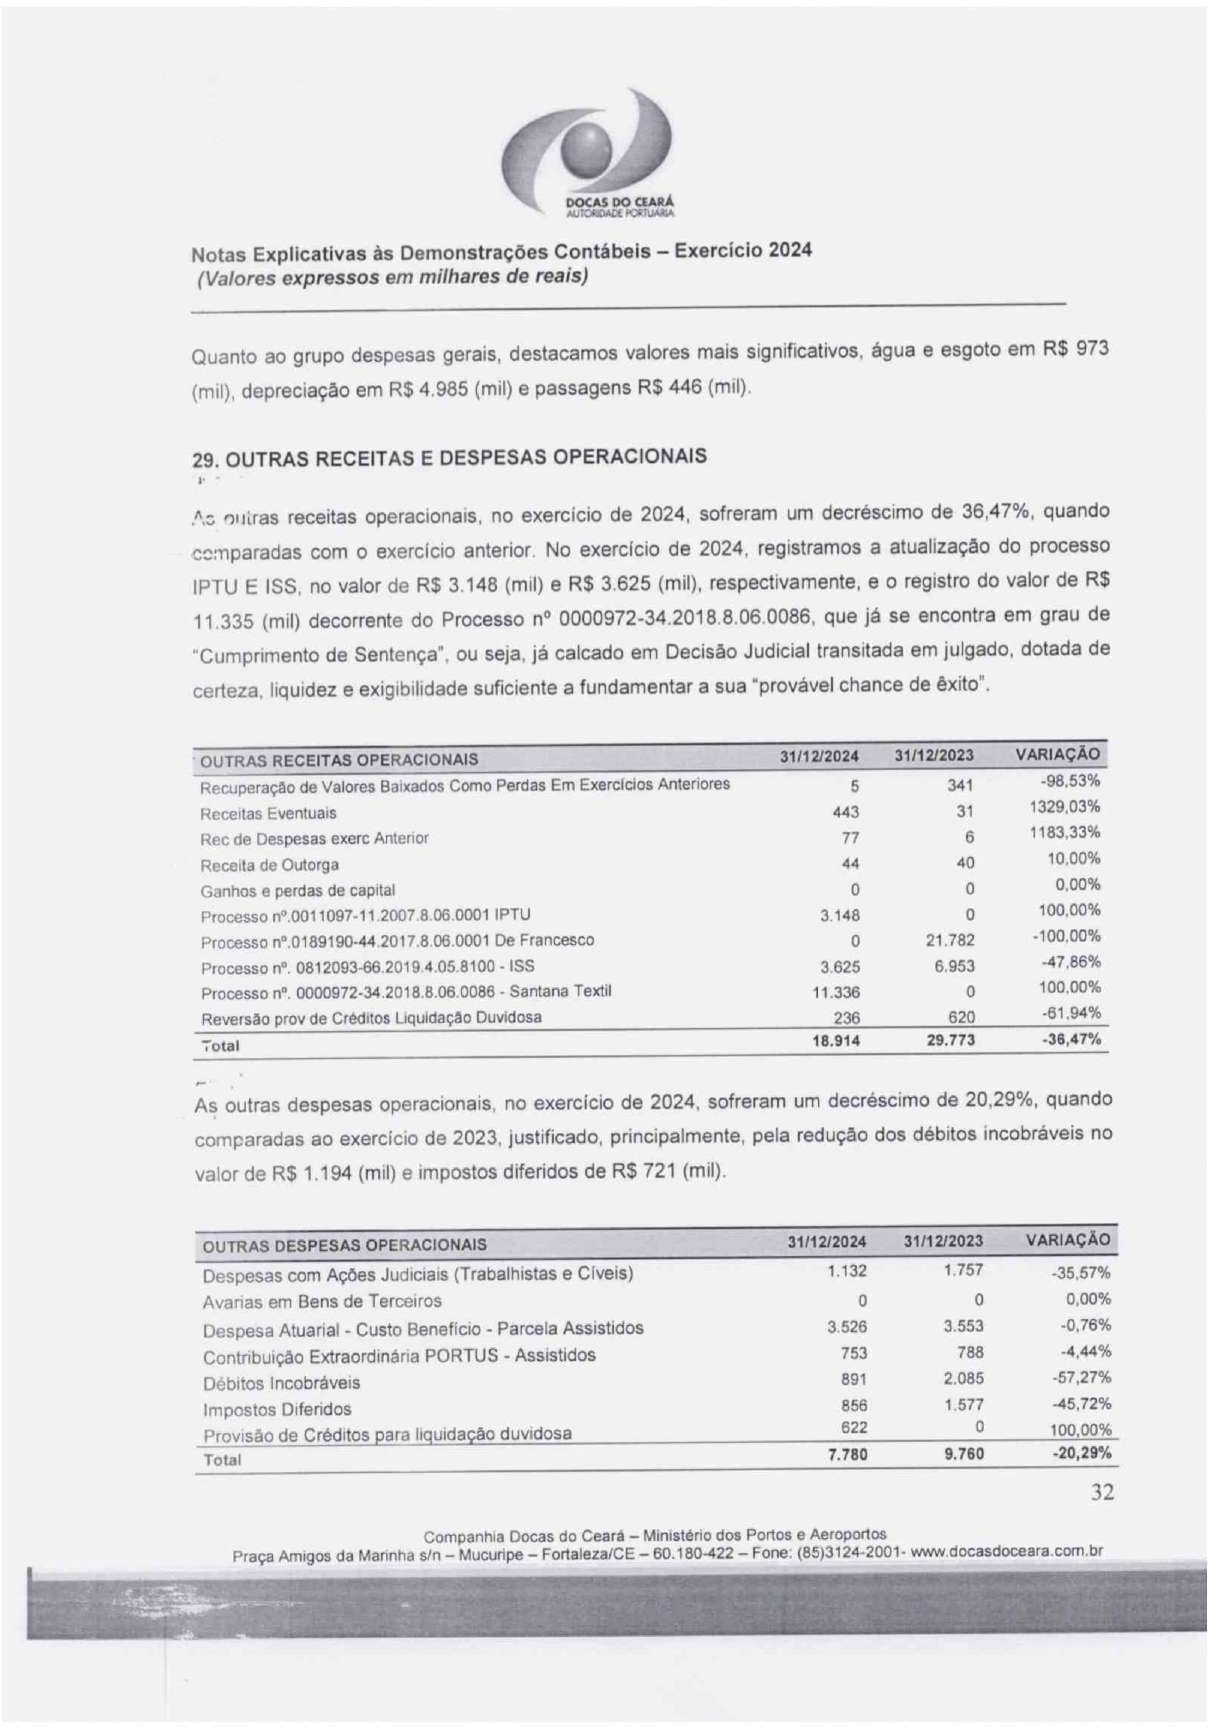 DOCAS DO CEARÁ
AUTORIDADE PORTUÁRIA
Notas Explicativas às Demonstrações Contábeis – Exercício 2024
(Valores expressos em milhares de reais)
Quanto ao grupo despesas gerais, destacamos valores mais significativos, água e esgoto em R$ 973
(mil), depreciação em R$ 4.985 (mil) e passagens R$ 446 (mil).
29. OUTRAS RECEITAS E DESPESAS OPERACIONAIS
As outras receitas operacionais, no exercício de 2024, sofreram um decréscimo de 36,47%, quando
comparadas com o exercício anterior. No exercício de 2024, registramos a atualização do processo
IPTU E ISS, no valor de R$ 3.148 (mil) e R$ 3.625 (mil), respectivamente, e o registro do valor de R$
11.335 (mil) decorrente do Processo nº 0000972-34.2018.8.06.0086, que já se encontra em grau de
"Cumprimento de Sentença", ou seja, já calcado em Decisão Judicial transitada em julgado, dotada de
certeza, liquidez e exigibilidade suficiente a fundamentar a sua "provável chance de êxito".
OUTRAS RECEITAS OPERACIONAIS 31/12/2024 31/12/2023 VARIAÇÃO
Recuperação de Valores Baixados Como Perdas Em Exercícios Anteriores 5 341 -98,53%
Receitas Eventuais 443 31 1329,03%
Rec de Despesas exerc Anterior 77 6 1183,33%
Receita de Outorga 44 40 10,00%
Ganhos e perdas de capital 0 0 0,00%
Processo nº.0011097-11.2007.8.06.0001 IPTU 3.148 0 100,00%
Processo nº.0189190-44.2017.8.06.0001 De Francesco 0 21.782 -100,00%
Processo nº. 0812093-66.2019.4.05.8100 - ISS 3.625 6.953 -47,86%
Processo nº. 0000972-34.2018.8.06.0086 - Santana Textil 11.336 0 100,00%
Reversão prov de Créditos Liquidação Duvidosa 236 620 -61,94%
Total 18.914 29.773 -36,47%
As outras despesas operacionais, no exercício de 2024, sofreram um decréscimo de 20,29%, quando
comparadas ao exercício de 2023, justificado, principalmente, pela redução dos débitos incobráveis no
valor de R$ 1.194 (mil) e impostos diferidos de R$ 721 (mil).
OUTRAS DESPESAS OPERACIONAIS 31/12/2024 31/12/2023 VARIAÇÃO
Despesas com Ações Judiciais (Trabalhistas e Cíveis) 1.132 1.757 -35,57%
Avarias em Bens de Terceiros 0 0 0,00%
Despesa Atuarial - Custo Benefício - Parcela Assistidos 3.526 3.553 -0,76%
Contribuição Extraordinária PORTUS - Assistidos 753 788 -4,44%
Débitos Incobráveis 891 2.085 -57,27%
Impostos Diferidos 856 1.577 -45,72%
Provisão de Créditos para liquidação duvidosa 622 0 100,00%
Total 7.780 9.760 -20,29%
32
Companhia Docas do Ceará – Ministério dos Portos e Aeroportos
Praça Amigos da Marinha s/n – Mucuripe – Fortaleza/CE – 60.180-422 – Fone: (85)3124-2001- www.docasdoceara.com.br